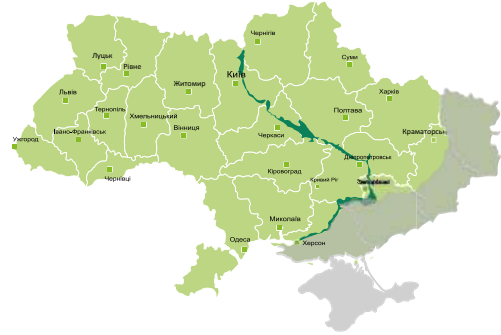 Чернігів
Луцьк
Рівне
Суми
Київ
Житомир
Львів
Харків
Тернопіль
Хмельницький
Полтава
Ужгород
Івано-Франківськ
Вінниця
Черкаси
Краматорськ
Дніпропетровськ
Кіровоград
Чернівці
Кривий Ріг
Миколаїв
Одеса
Херсон